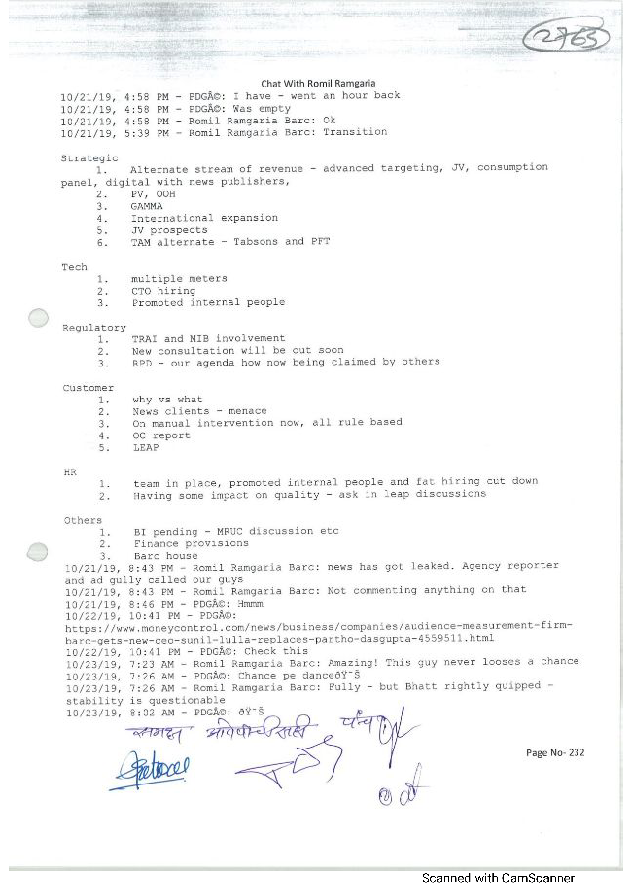 2765
Chat With Romil Ramgaria
10/21/19, 4:58 PM - PDGÃ©: I have - went an hour back
10/21/19, 4:58 PM - PDGÃ©: Was empty
10/21/19, 4:58 PM - Romil Ramgaria Barc: Ok
10/21/19, 5:39 PM - Romil Ramgaria Barc: Transition
Strategic
1. Alternate stream of revenue - advanced targeting, JV, consumption
panel, digital with news publishers,
2. PV, OOH
3. GAMMA
4. International expansion
5. JV prospects
6. TAM alternate - Tabsons and PFT
Tech
1. multiple meters
2. CTO hiring
3. Promoted internal people
Regulatory
1. TRAI and NIB involvement
2. New consultation will be cut soon
3. RPD - our agenda how now being claimed by others
Customer
1. why vs what
2. News clients - menace
3. On manual intervention now, all rule based
4. OC report
5. LEAP
HR
1. team in place, promoted internal people and fat hiring cut down
2. Having some impact on quality - ask in leap discussions
Others
1. BI pending - MRUC discussion etc
2. Finance provisions
3. Barc house
10/21/19, 8:43 PM - Romil Ramgaria Barc: news has got leaked. Agency reporter
and ad gully called our guys
10/21/19, 8:43 PM - Romil Ramgaria Barc: Not commenting anything on that
10/21/19, 8:46 PM - PDGÃ©: Hmmm
10/22/19, 10:41 PM - PDGÃ©:
https://www.moneycontrol.com/news/business/companies/audience-measurement-firm-
barc-gets-new-ceo-sunil-lulla-replaces-partho-dasgupta-4559511.html
10/22/19, 10:41 PM - PDGÃ©: Check this
10/23/19, 7:23 AM - Romil Ramgaria Barc: Amazing! This guy never looses a chance
10/23/19, 7:26 AM - PDGÃ©: Chance pe danceðŸ˜Š
10/23/19, 7:26 AM - Romil Ramgaria Barc: Fully - but Bhatt rightly quipped -
stability is questionable
10/23/19, 8:02 AM - PDGÃ©: ðŸ˜Š
समक्ष आरोपीची सही पंच
Page No- 232
Scanned with CamScanner